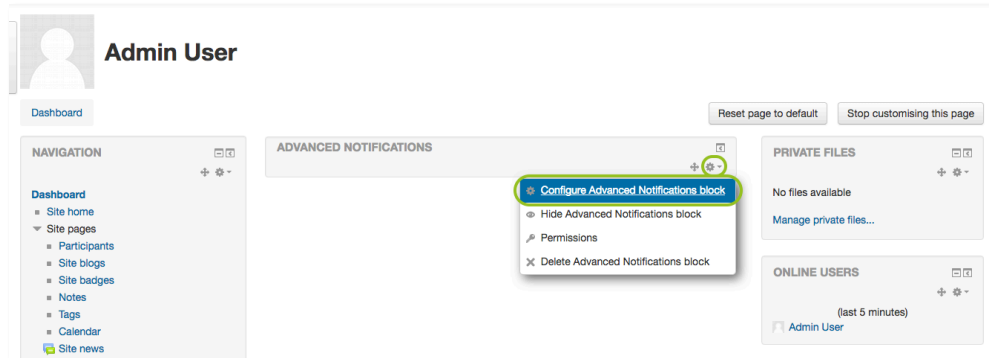 Admin User
Dashboard
Reset page to default
Stop customising this page
NAVIGATION
Dashboard
Site home
Site pages
Participants
Site blogs
Site badges
Notes
Tags
Calendar
Site news
ADVANCED NOTIFICATIONS
Configure Advanced Notifications block
Hide Advanced Notifications block
Permissions
Delete Advanced Notifications block
PRIVATE FILES
No files available
Manage private files...
ONLINE USERS
(last 5 minutes)
Admin User